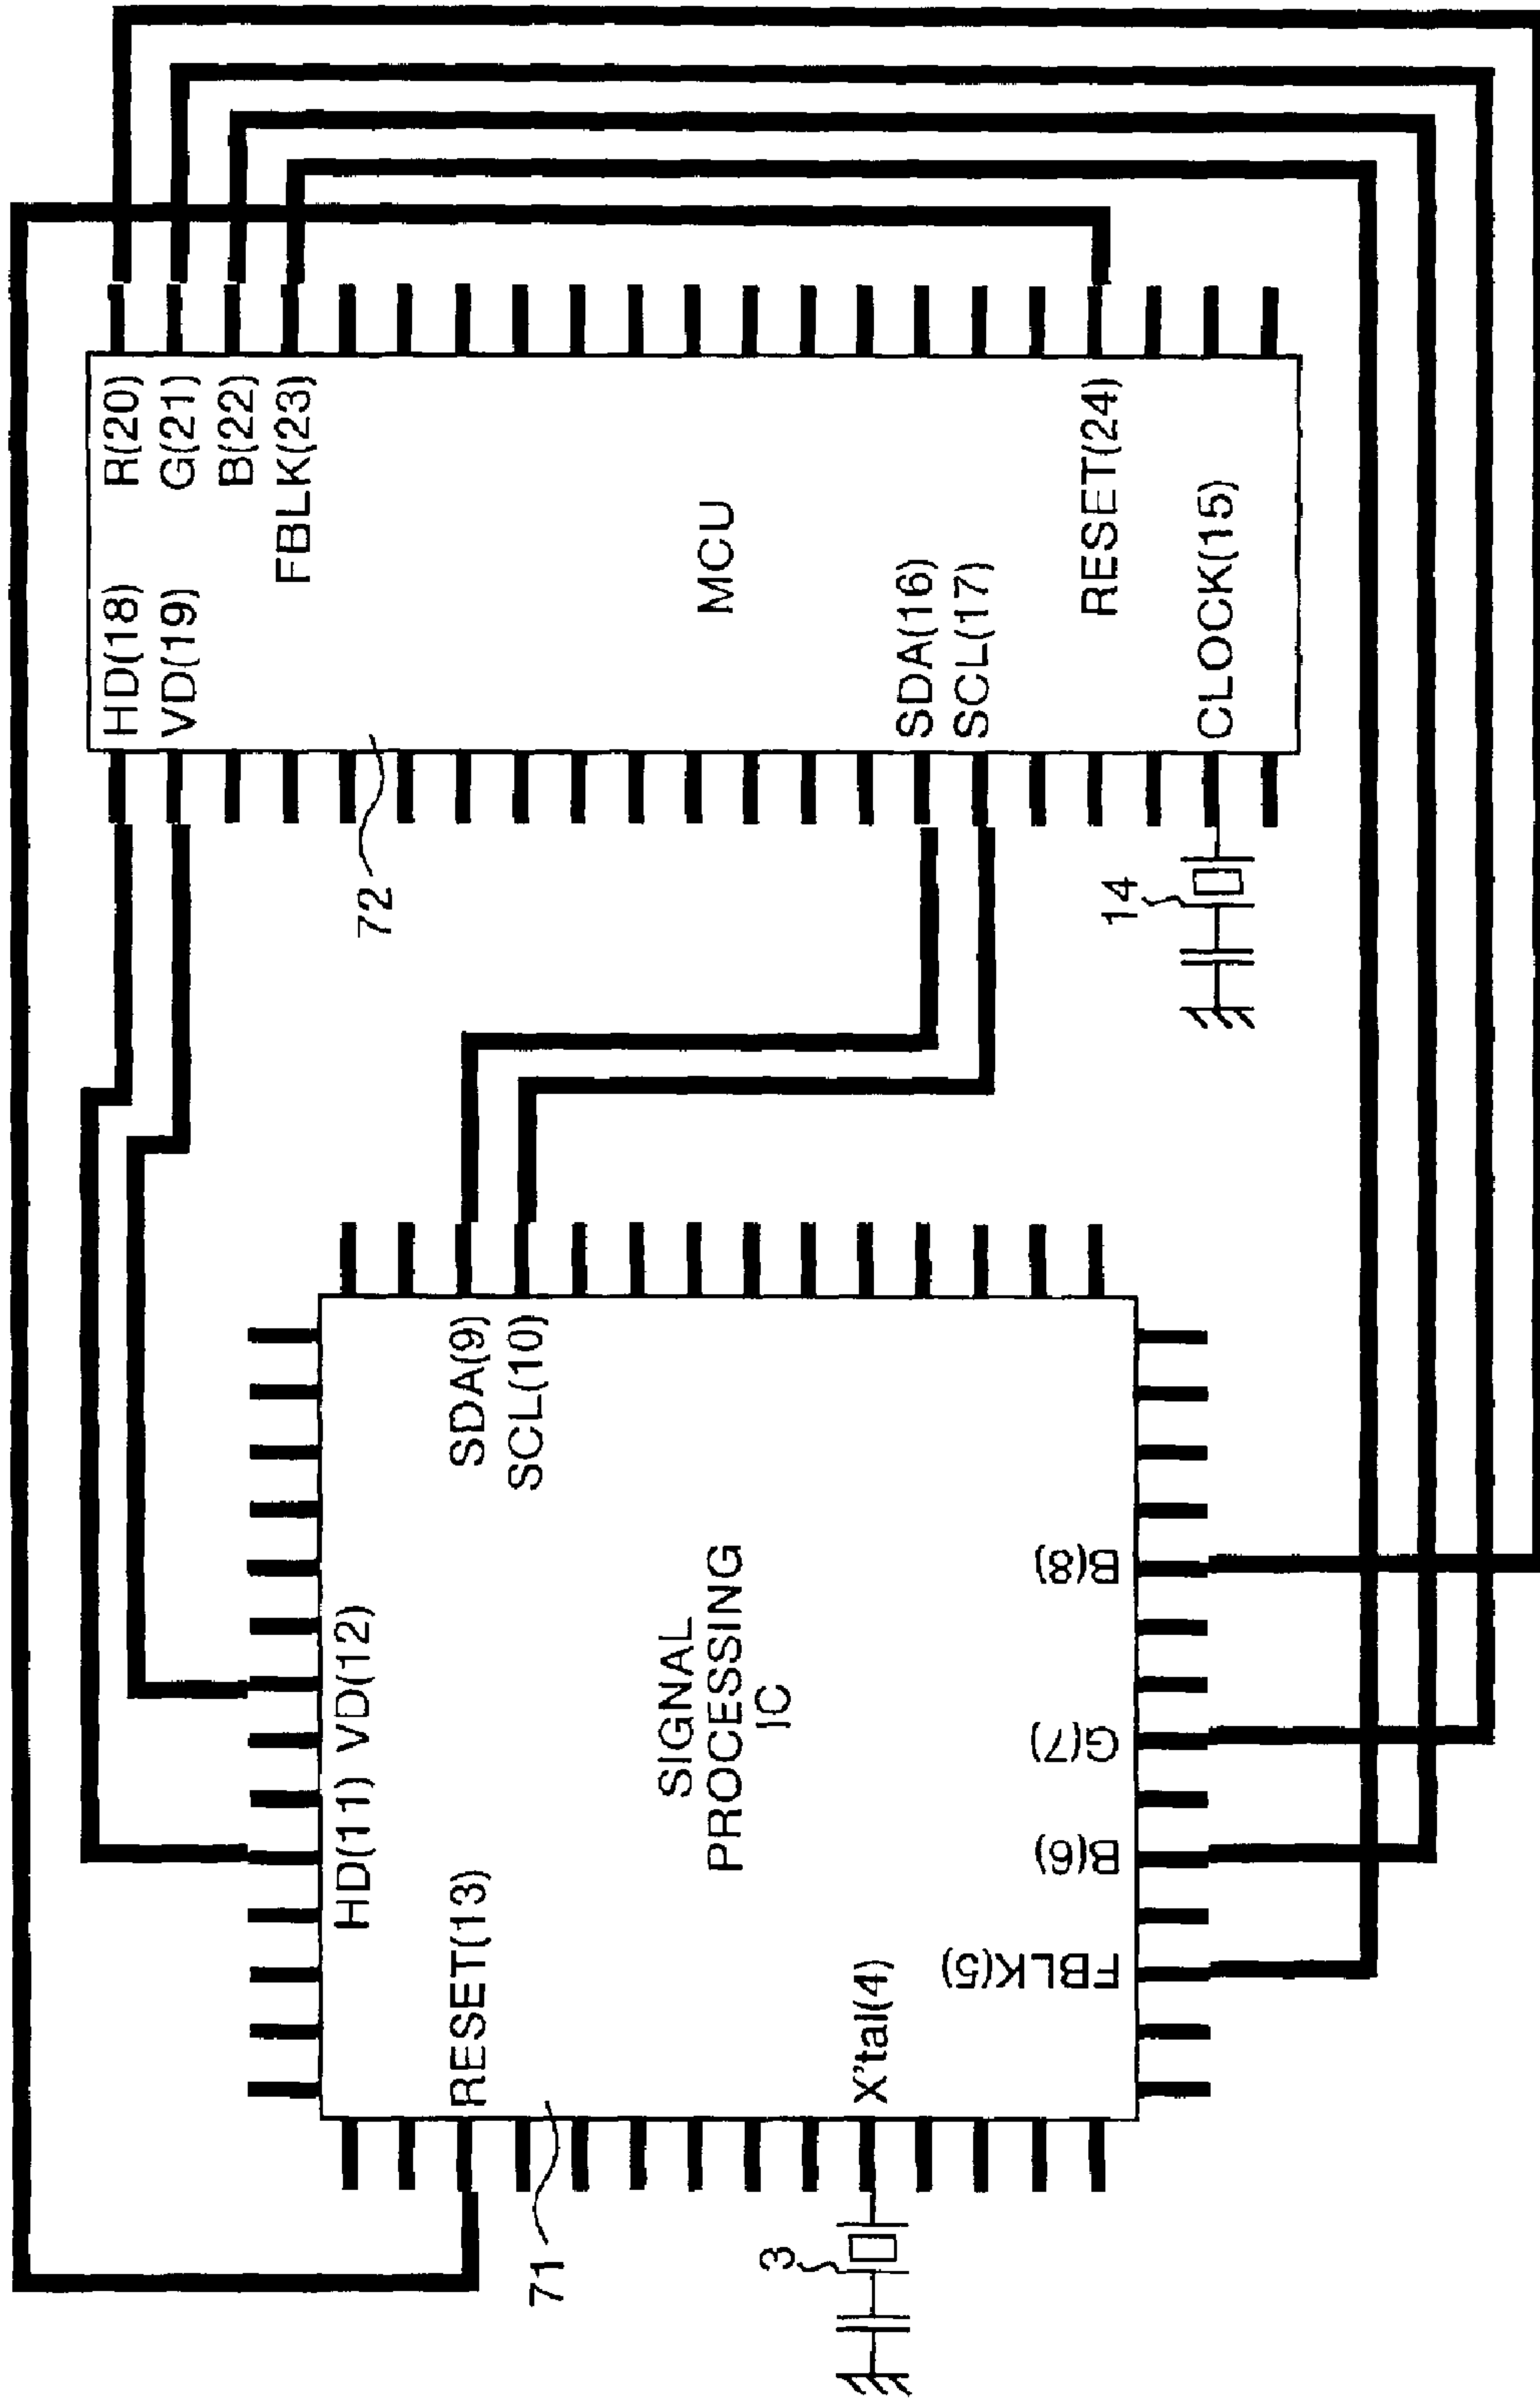 HD(18)
VD(19)
R(20)
G(21)
B(22)
FBLK(23)
MCU
SDA(16)
SCL(17)
RESET(24)
CLOCK(15)
72
14
SDA(9)
SCL(10)
HD(11) VD(12)
RESET(13)
SIGNAL
PROCESSING
IC
X'tal(4)
FBLK(5)
B(6)
G(7)
B(8)
71
3